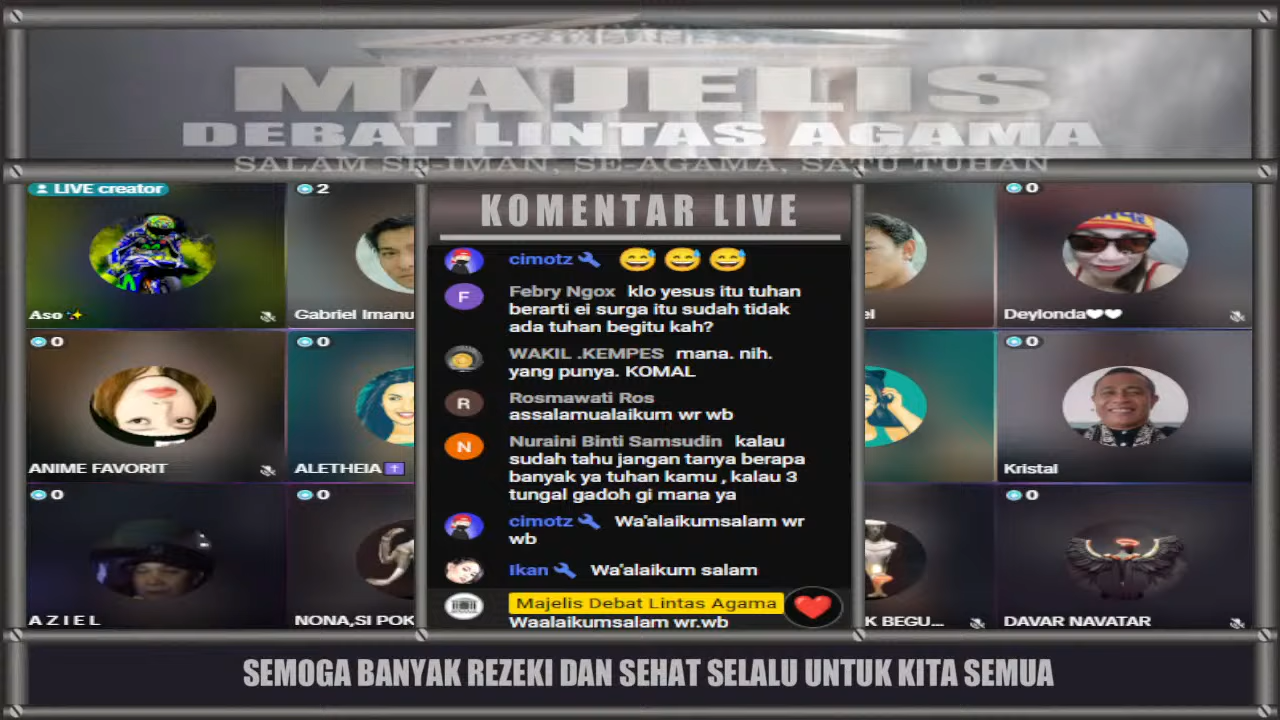 MAJELIS
DEBAT LINTAS AGAMA
SALAM SE-IMAN, SE-AGAMA, SATU TUHAN
LIVE creator
2
0
KOMENTAR LIVE
Aso
Gabriel Imanu
el
Deylonda
cimotz
Febry Ngox klo yesus itu tuhan
berarti ei surga itu sudah tidak
ada tuhan begitu kah?
WAKIL .KEMPES mana. nih.
yang punya. KOMAL
Rosmawati Ros
assalamualaikum wr wb
Nuraini Binti Samsudin kalau
sudah tahu jangan tanya berapa
banyak ya tuhan kamu , kalau 3
tungal gadoh gi mana ya
cimotz Wa'alaikumsalam wr
wb
Ikan Wa'alaikum salam
Majelis Debat Lintas Agama
Waalaikumsalam wr.wb
0
0
0
ANIME FAVORIT
ALETHEIA
Kristal
0
0
0
A Z I E L
NONA,SI POK
K BEGU...
DAVAR NAVATAR
F
R
N
SEMOGA BANYAK REZEKI DAN SEHAT SELALU UNTUK KITA SEMUA